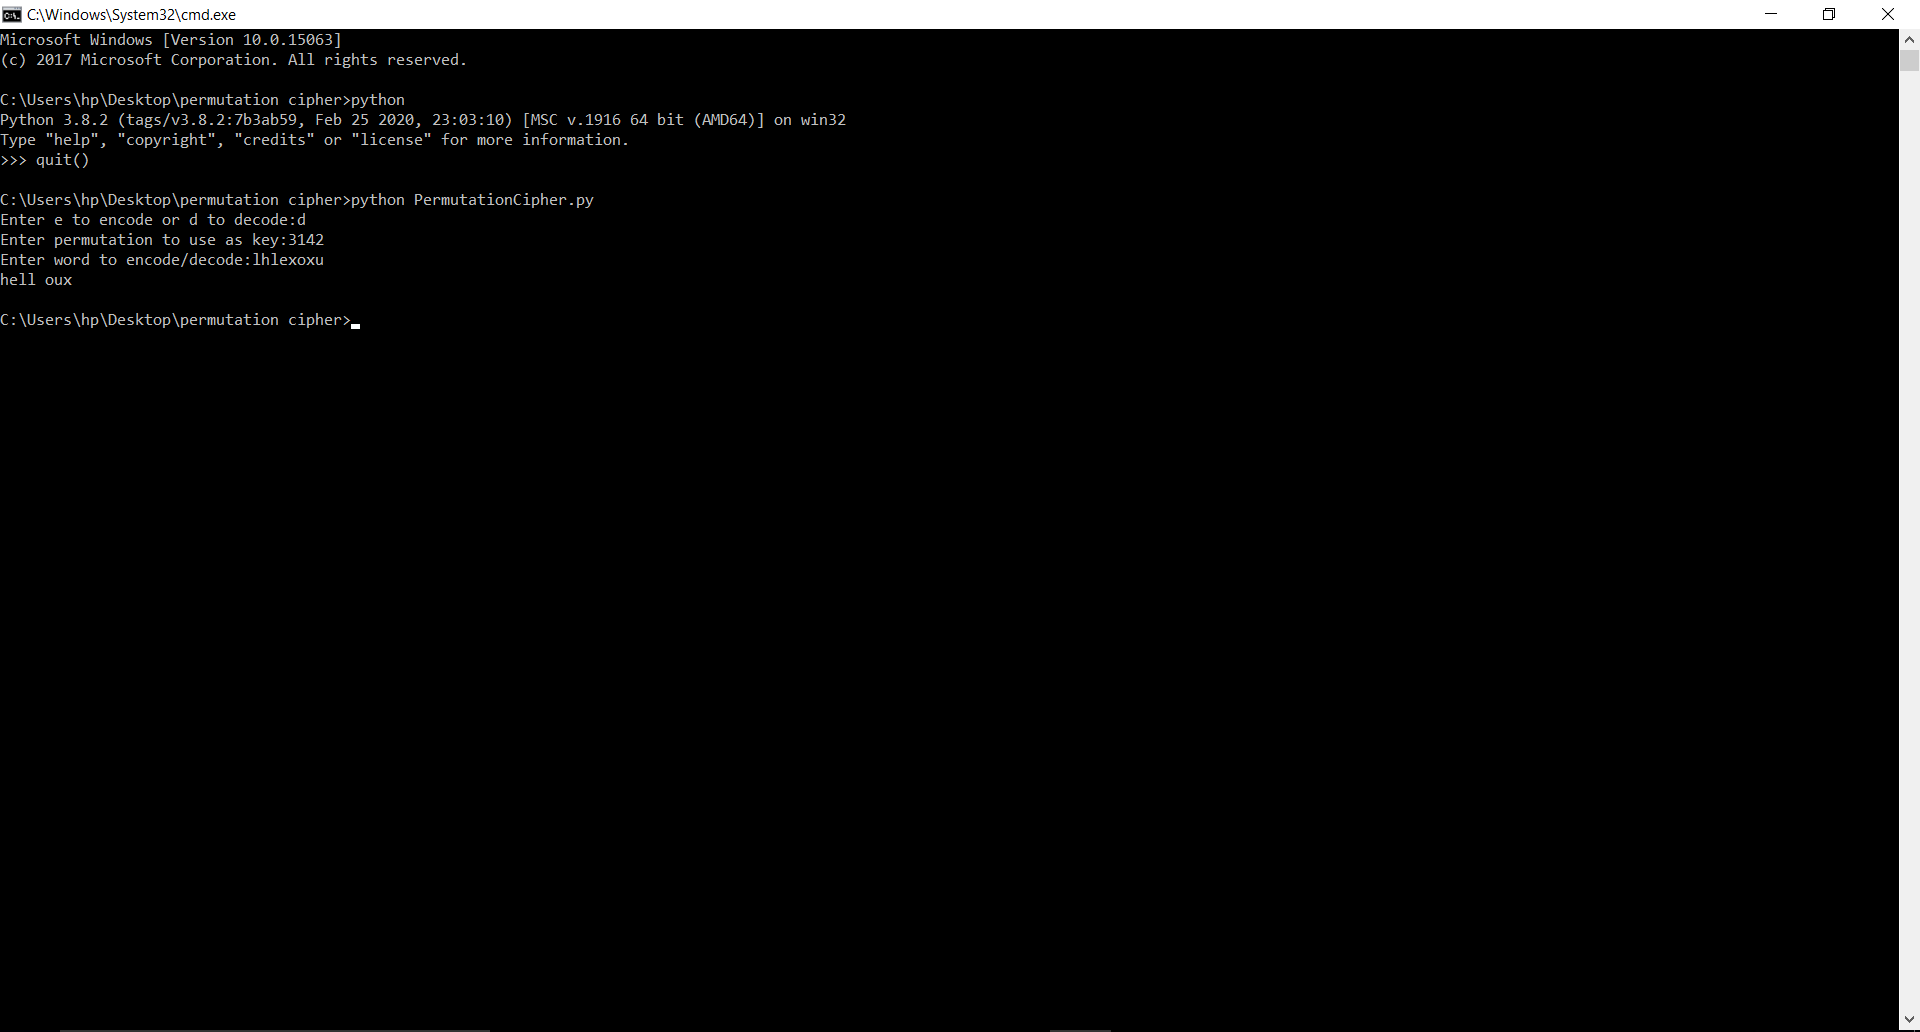 C:\Windows\System32\cmd.exe
Microsoft Windows [Version 10.0.15063]
(c) 2017 Microsoft Corporation. All rights reserved.
C:\Users\hp\Desktop\permutation cipher>python
Python 3.8.2 (tags/v3.8.2:7b3ab59, Feb 25 2020, 23:03:10) [MSC v.1916 64 bit (AMD64)] on win32
Type "help", "copyright", "credits" or "license" for more information.
>>> quit()
C:\Users\hp\Desktop\permutation cipher>python PermutationCipher.py
Enter e to encode or d to decode:d
Enter permutation to use as key:3142
Enter word to encode/decode:lhlexoxu
hell oux
C:\Users\hp\Desktop\permutation cipher>